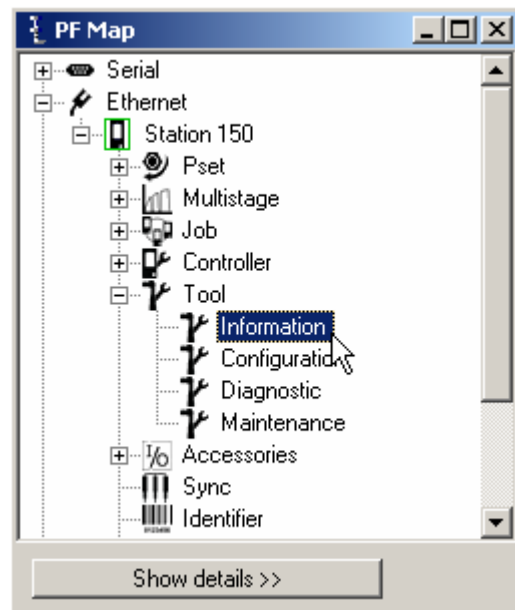 PF Map
Serial
Ethernet
Station 150
Pset
Multistage
Job
Controller
Tool
Information
Configuration
Diagnostic
Maintenance
I/o Accessories
Sync
Identifier
Show details >>